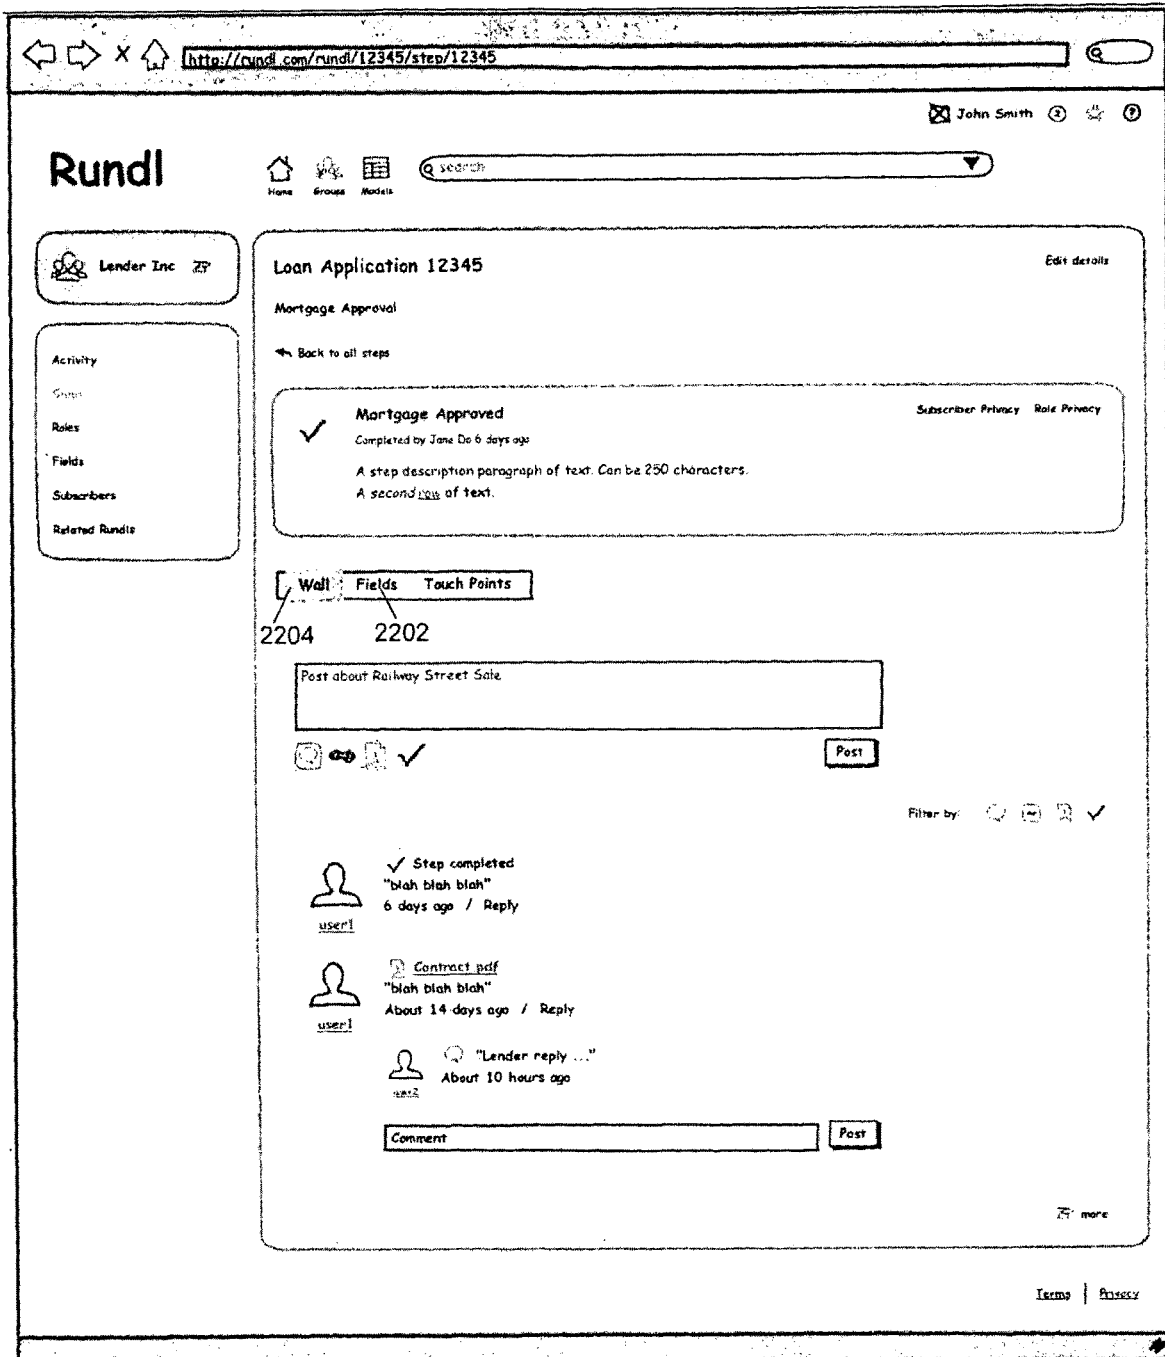 http://rundl.com/rundl/12345/step/12345
John Smith 2 ?
Rundl
Home Groups Models
search
Lender Inc
Activity
Steps
Roles
Fields
Subscribers
Related Rundls
Loan Application 12345
Edit details
Mortgage Approval
Back to all steps
Mortgage Approved
Subscriber Privacy Role Privacy
Completed by Jane Do 6 days ago
A step description paragraph of text. Can be 250 characters.
A second row of text.
Wall Fields Touch Points
2204 2202
Post about Railway Street Sale
Post
Filter by:
Step completed
"blah blah blah"
6 days ago / Reply
user1
Contract pdf
"blah blah blah"
About 14 days ago / Reply
user1
"Lender reply ..."
About 10 hours ago
user2
Comment
Post
more
Terms | Privacy